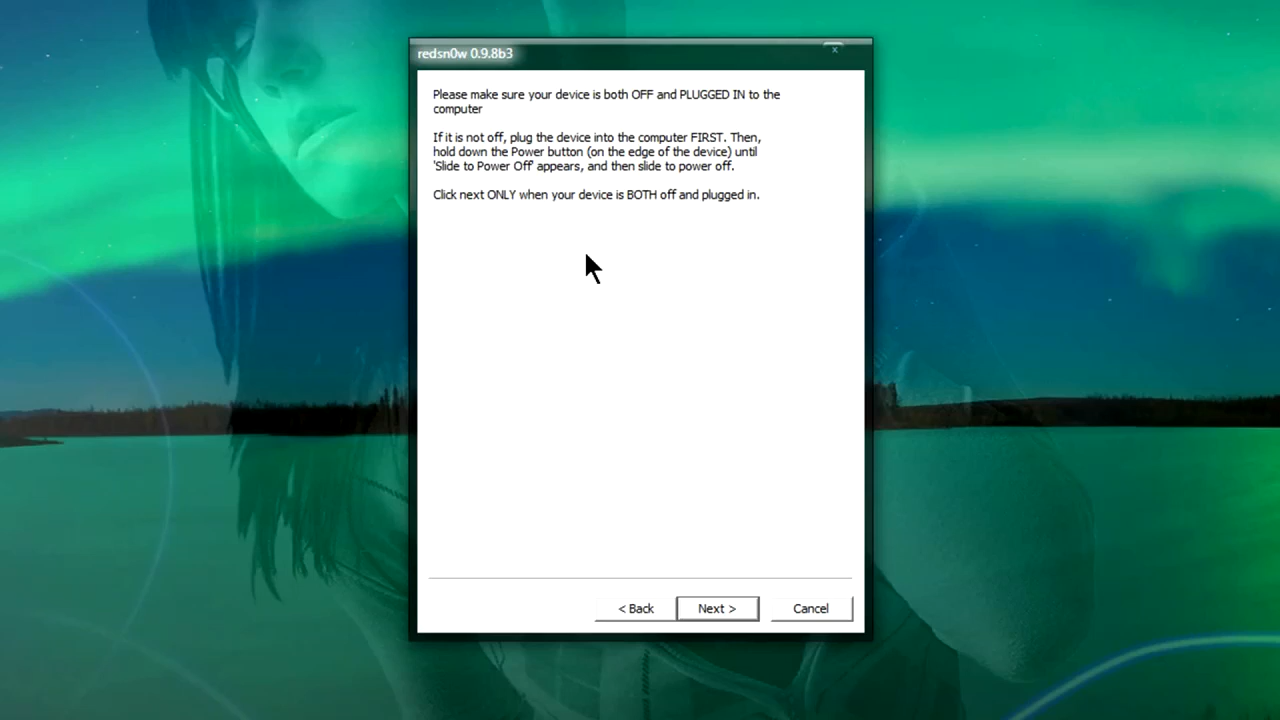 redsn0w 0.9.8b3
x
Please make sure your device is both OFF and PLUGGED IN to the
computer
If it is not off, plug the device into the computer FIRST. Then,
hold down the Power button (on the edge of the device) until
'Slide to Power Off' appears, and then slide to power off.
Click next ONLY when your device is BOTH off and plugged in.
< Back Next > Cancel